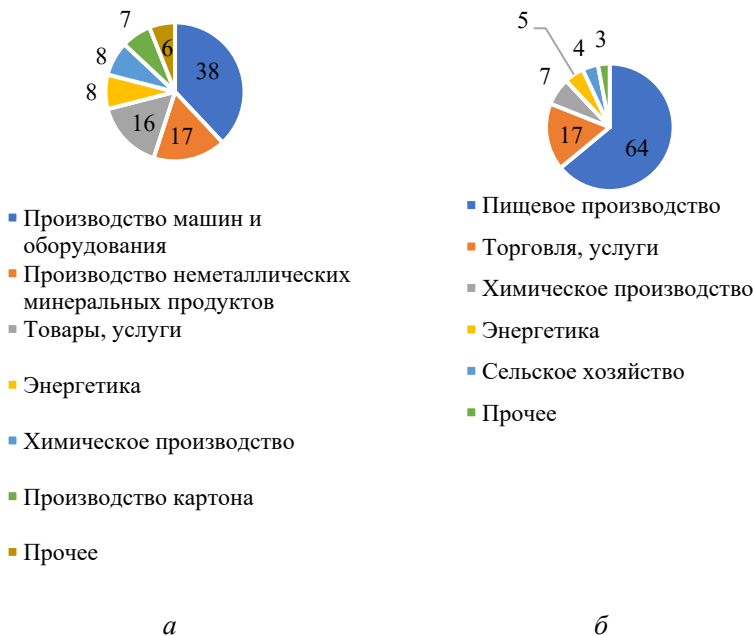 7
6
38
8
8
16
17
Производство машин и
оборудования
Производство неметаллических
минеральных продуктов
Товары, услуги
Энергетика
Химическое производство
Производство картона
Прочее
а
5
4
3
7
17
64
Пищевое производство
Торговля, услуги
Химическое производство
Энергетика
Сельское хозяйство
Прочее
б